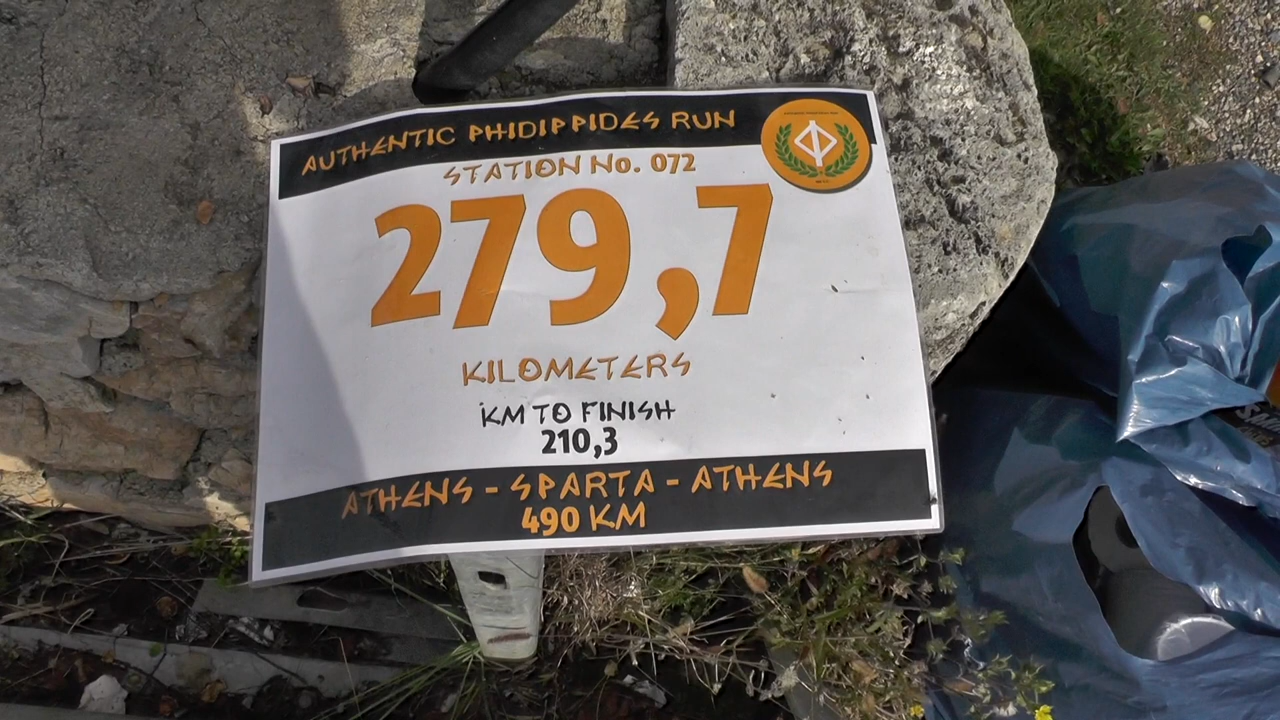 AUTHENTIC PHIDIPPIDES RUN
STATION No. 072
279,7
KILOMETERS
KM TO FINISH
210,3
ATHENS - SPARTA - ATHENS
490 KM